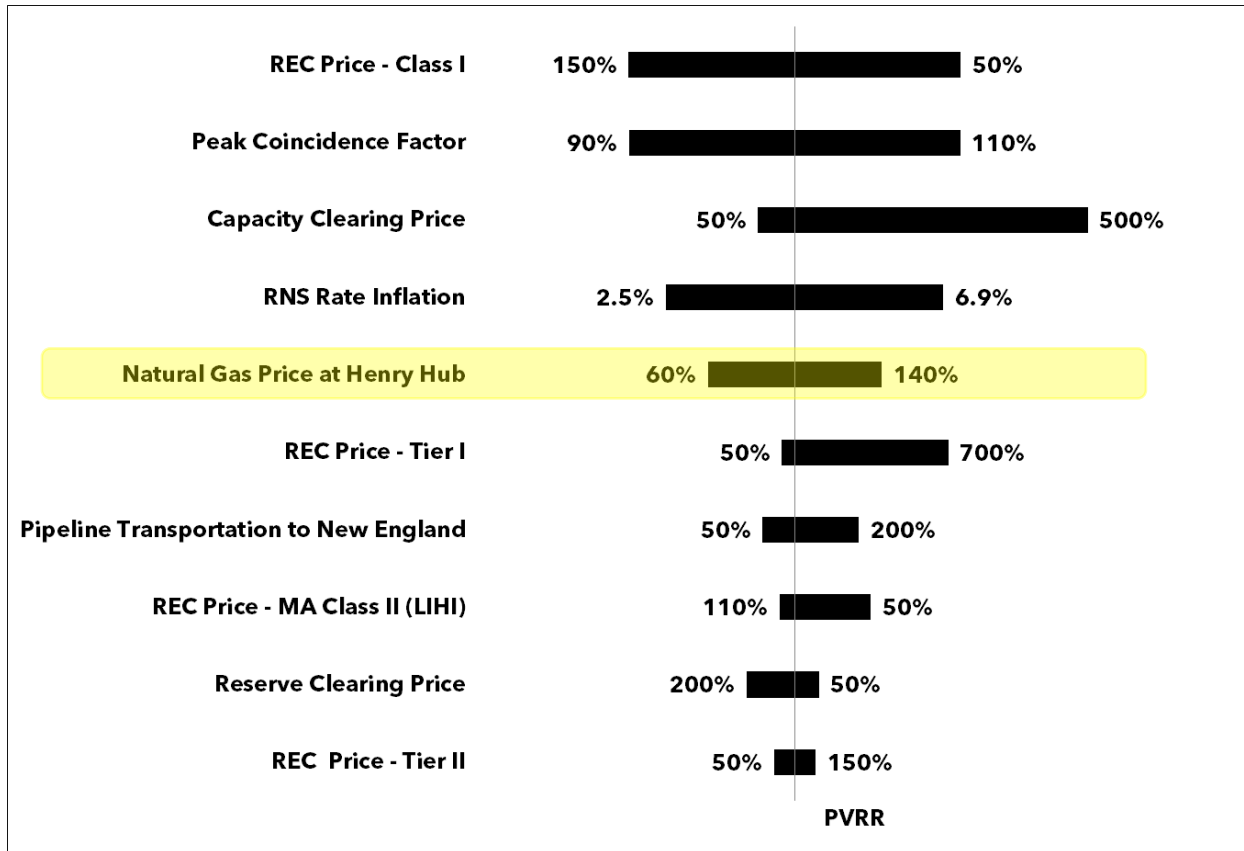 REC Price - Class I 150% 50%
Peak Coincidence Factor 90% 110%
Capacity Clearing Price 50% 500%
RNS Rate Inflation 2.5% 6.9%
Natural Gas Price at Henry Hub 60% 140%
REC Price - Tier I 50% 700%
Pipeline Transportation to New England 50% 200%
REC Price - MA Class II (LIHI) 110% 50%
Reserve Clearing Price 200% 50%
REC  Price - Tier II 50% 150%
PVRR